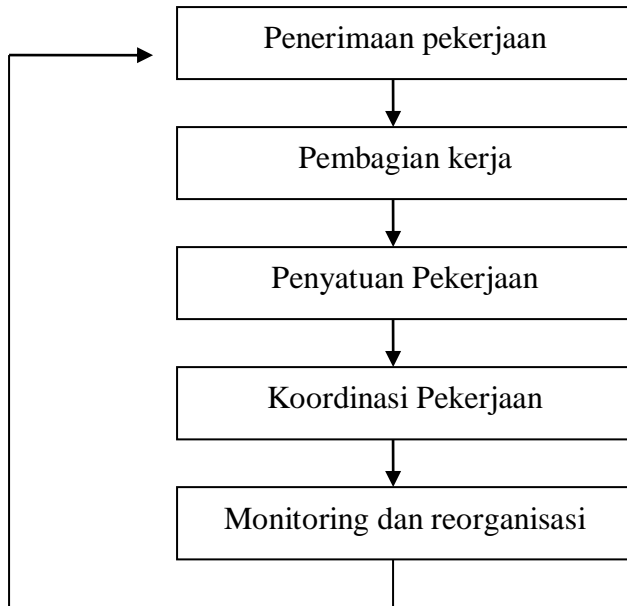 Penerimaan pekerjaan
Pembagian kerja
Penyatuan Pekerjaan
Koordinasi Pekerjaan
Monitoring dan reorganisasi